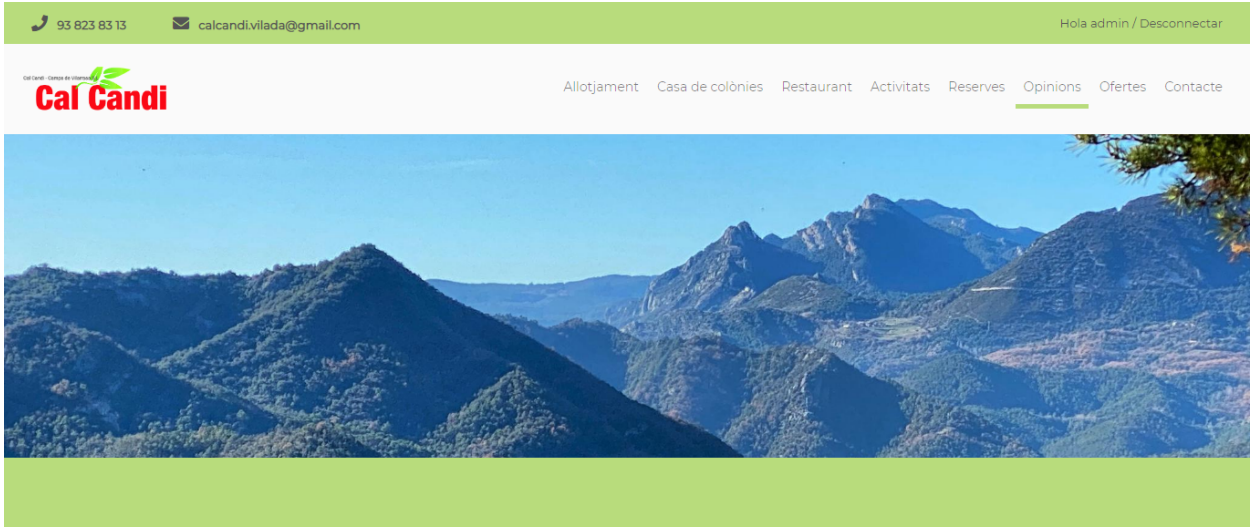 93 823 83 13
calcandi.vilada@gmail.com
Hola admin / Desconnectar
Cal Candi
Allotjament Casa de colònies Restaurant Activitats Reserves Opinions Ofertes Contacte